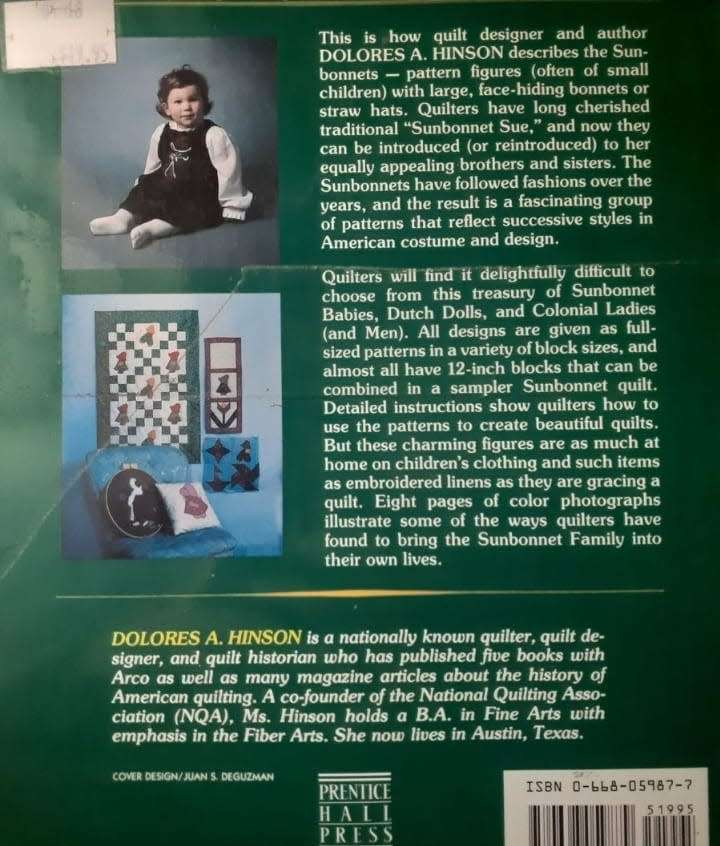 This is how quilt designer and author
DOLORES A. HINSON describes the Sun-
bonnets — pattern figures (often of small
children) with large, face-hiding bonnets or
straw hats. Quilters have long cherished
traditional “Sunbonnet Sue,” and now they
can be introduced (or reintroduced) to her
equally appealing brothers and sisters. The
Sunbonnets have followed fashions over the
years, and the result is a fascinating group
of patterns that reflect successive styles in
American costume and design.
Quilters will find it delightfully difficult to
choose from this treasury of Sunbonnet
Babies, Dutch Dolls, and Colonial Ladies
(and Men). All designs are given as full-
sized patterns in a variety of block sizes, and
almost all have 12-inch blocks that can be
combined in a sampler Sunbonnet quilt.
Detailed instructions show quilters how to
use the patterns to create beautiful quilts.
But these charming figures are as much at
home on children's clothing and such items
as embroidered linens as they are gracing a
quilt. Eight pages of color photographs
illustrate some of the ways quilters have
found to bring the Sunbonnet Family into
their own lives.
DOLORES A. HINSON is a nationally known quilter, quilt de-
signer, and quilt historian who has published five books with
Arco as well as many magazine articles about the history of
American quilting. A co-founder of the National Quilting Asso-
ciation (NQA), Ms. Hinson holds a B.A. in Fine Arts with
emphasis in the Fiber Arts. She now lives in Austin, Texas.
COVER DESIGN/JUAN S. DEGUZMAN
PRENTICE
HALL
PRESS
ISBN 0-668-05987-7
51995